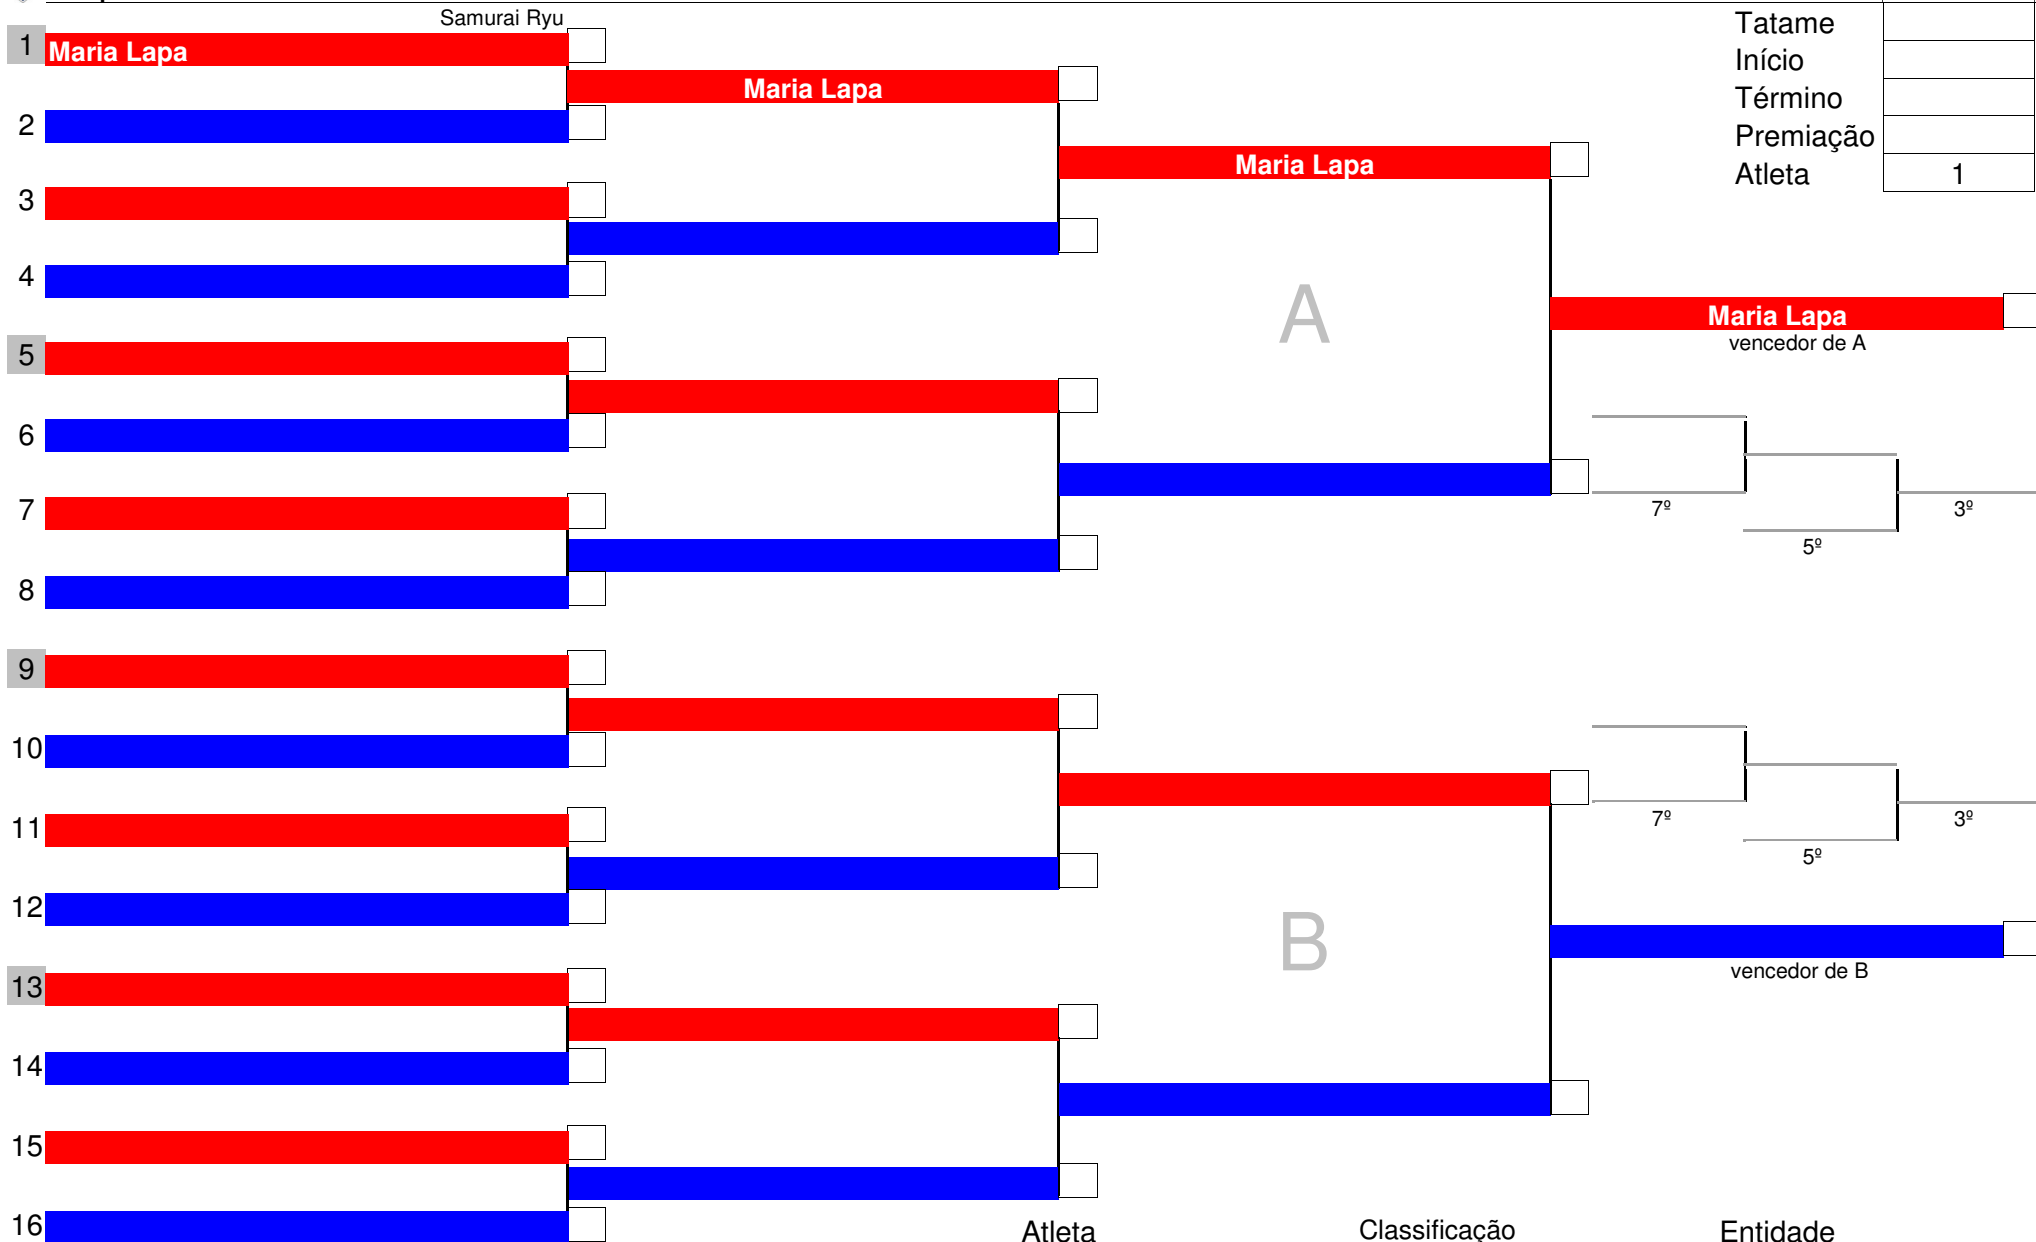 Samurai Ryu
Tatame
1 Maria Lapa
Início
Maria Lapa
Término
2
Premiação
Maria Lapa
Atleta 1
3
4
A
Maria Lapa
vencedor de A
5
6
7
7º
3º
5º
8
9
10
11
7º
3º
5º
12
B
vencedor de B
13
14
15
16
Atleta Classificação Entidade